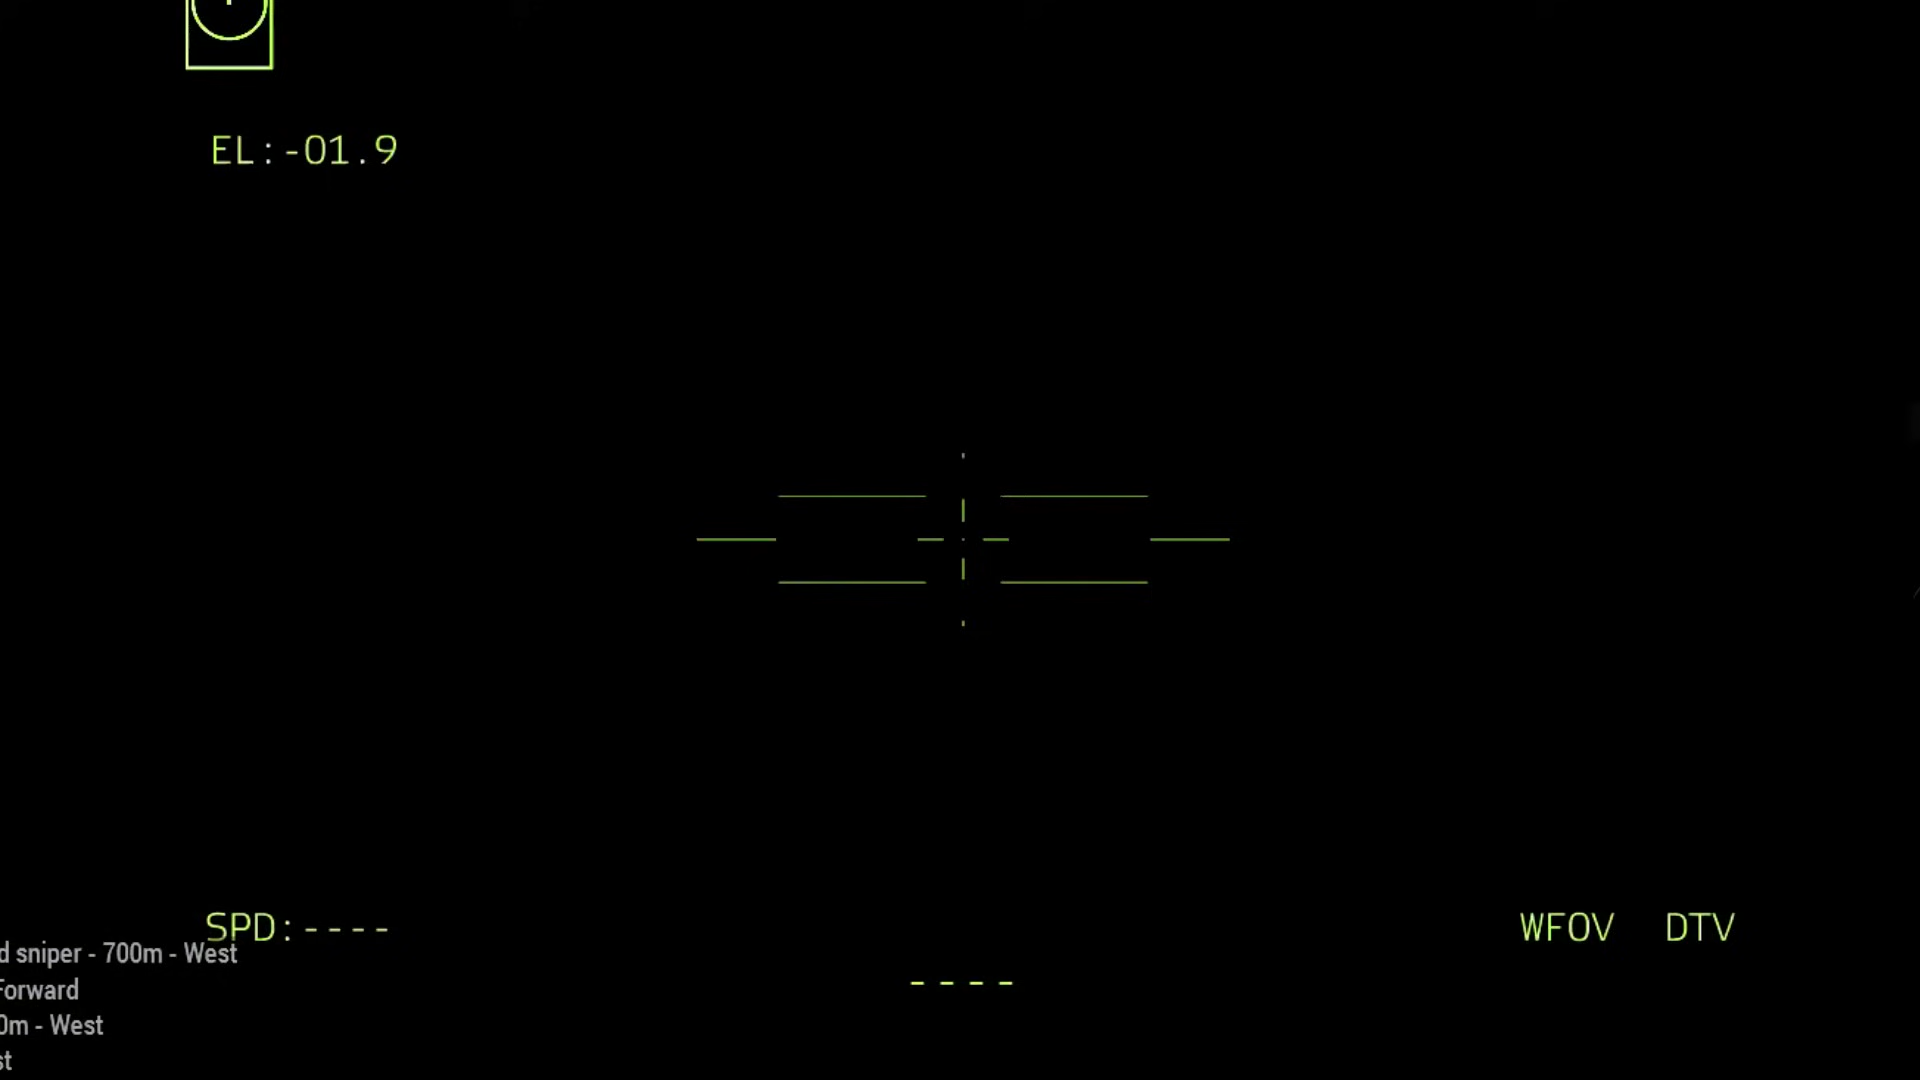 EL:-01.9
SPD:----
WFOV DTV
d sniper - 700m - West
Forward
0m - West
st
----